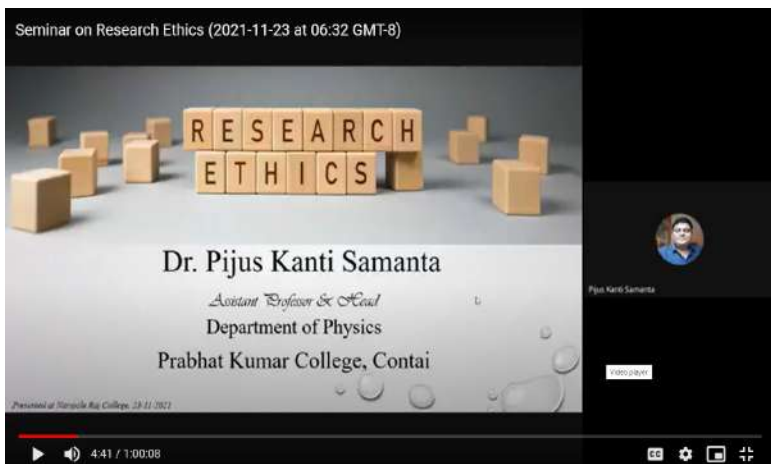 Seminar on Research Ethics (2021-11-23 at 06:32 GMT-8)
RESEARCH
ETHICS
Dr. Pijus Kanti Samanta
Assistant Professor & Head
Department of Physics
Prabhat Kumar College, Contai
Presented at Narajole Raj College, 23-11-2021
Pijus Kanti Samanta
Video player
4:41 / 1:00:08
CC